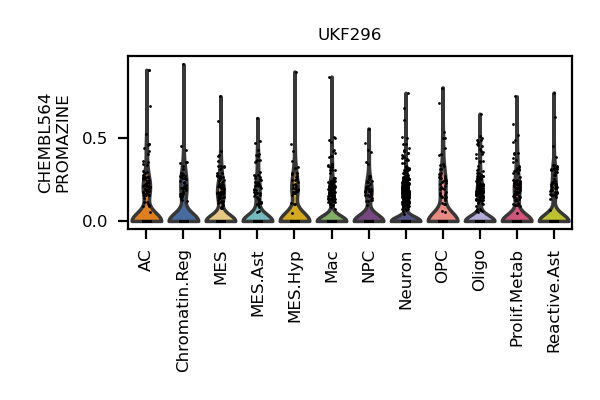 UKF296
CHEMBL564
PROMAZINE
0.5
0.0
AC
Chromatin.Reg
MES
MES.Ast
MES.Hyp
Mac
NPC
Neuron
OPC
Oligo
Prolif.Metab
Reactive.Ast